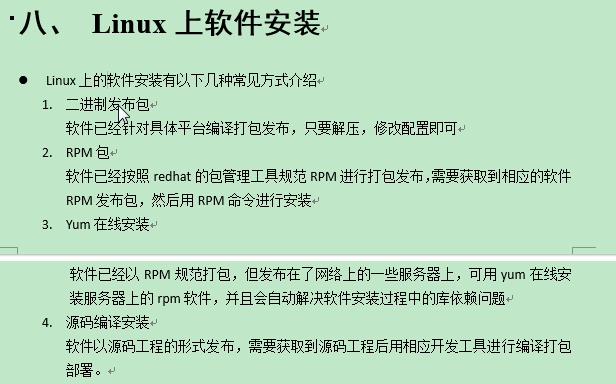 八、 Linux 上软件安装
● Linux 上的软件安装有以下几种常见方式介绍
1. 二进制发布包
软件已经针对具体平台编译打包发布，只要解压，修改配置即可
2. RPM 包
软件已经按照 redhat 的包管理工具规范 RPM 进行打包发布,需要获取到相应的软件
RPM 发布包，然后用 RPM 命令进行安装
3. Yum 在线安装
软件已经以 RPM 规范打包，但发布在了网络上的一些服务器上，可用 yum 在线安
装服务器上的 rpm 软件，并且会自动解决软件安装过程中的库依赖问题
4. 源码编译安装
软件以源码工程的形式发布，需要获取到源码工程后用相应开发工具进行编译打包
部署。